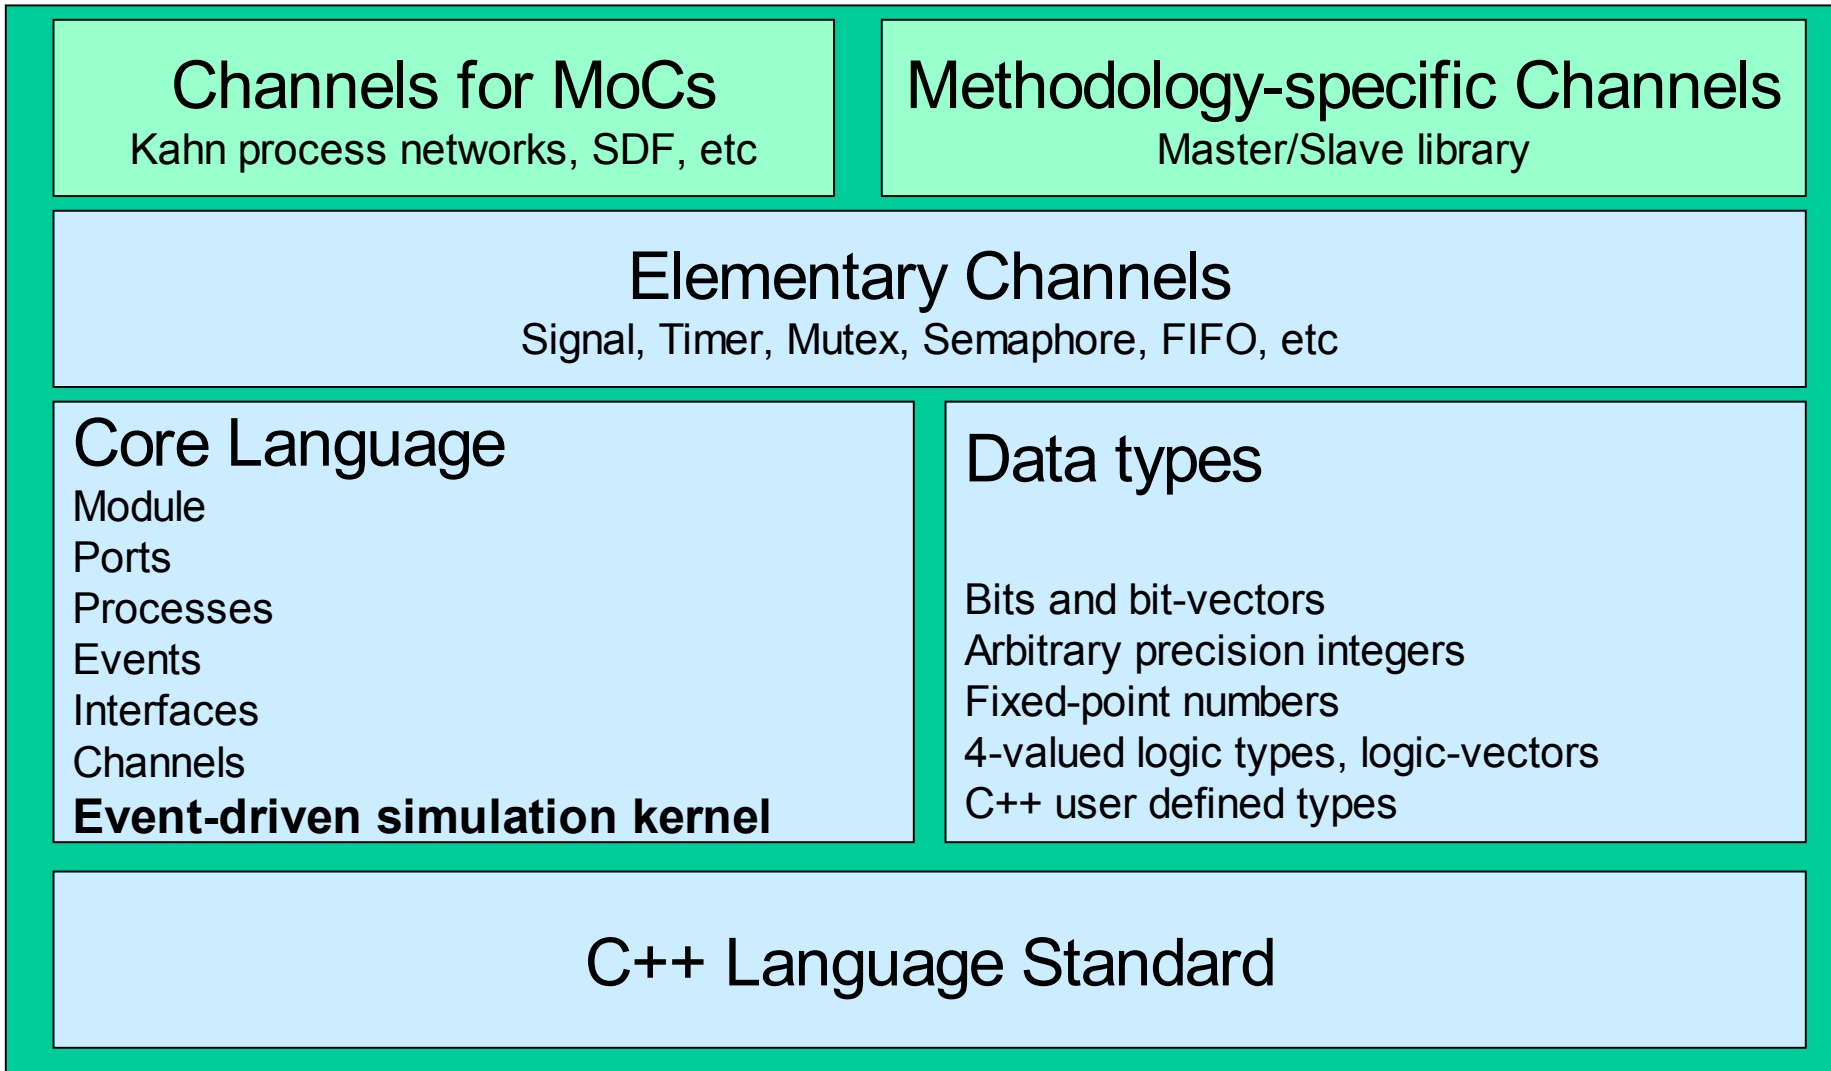 Channels for MoCs
Kahn process networks, SDF, etc
Methodology-specific Channels
Master/Slave library
Elementary Channels
Signal, Timer, Mutex, Semaphore, FIFO, etc
Core Language
Module
Ports
Processes
Events
Interfaces
Channels
Event-driven simulation kernel
Data types
Bits and bit-vectors
Arbitrary precision integers
Fixed-point numbers
4-valued logic types, logic-vectors
C++ user defined types
C++ Language Standard